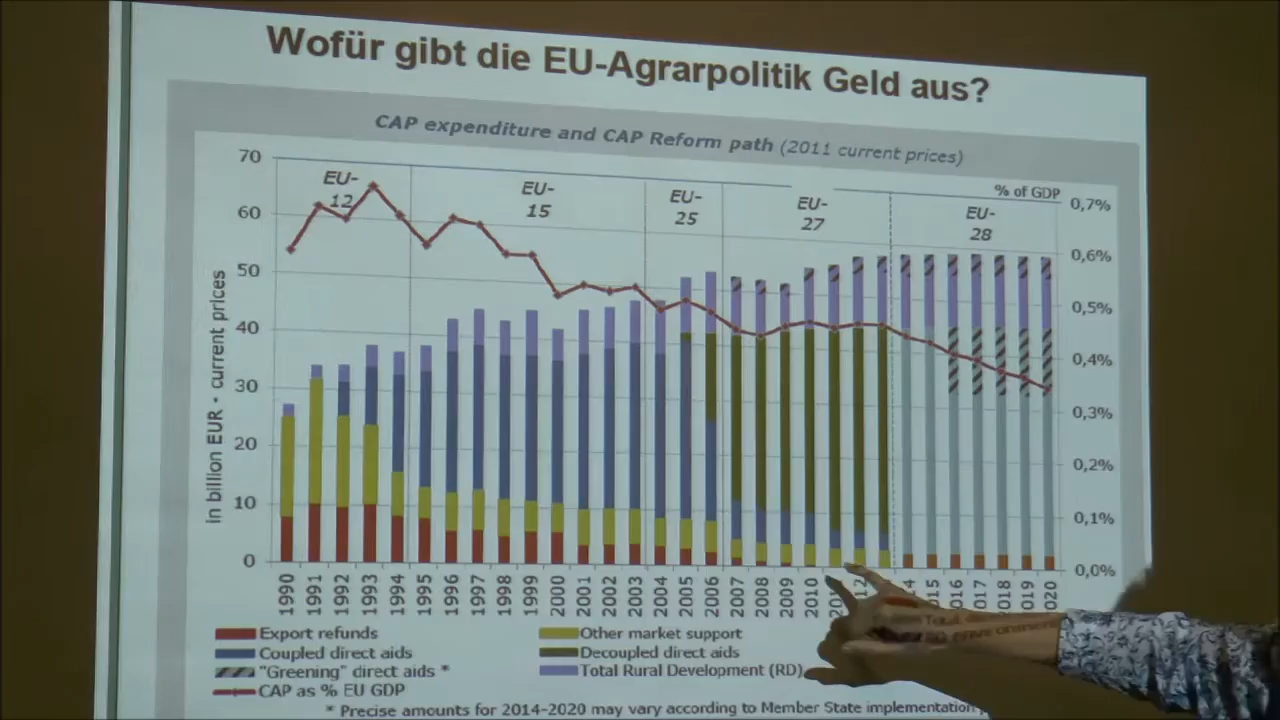 Wofür gibt die EU-Agrarpolitik Geld aus?
CAP expenditure and CAP Reform path (2011 current prices)
70
60
50
40
30
20
10
0
in billion EUR - current prices
EU-
12
EU-
15
EU-
25
EU-
27
EU-
28
% of GDP
0,7%
0,6%
0,5%
0,4%
0,3%
0,2%
0,1%
0,0%
1990 1991 1992 1993 1994 1995 1996 1997 1998 1999 2000 2001 2002 2003 2004 2005 2006 2007 2008 2009 2010 12 14 2015 2016 2017 2018 2019 2020
Export refunds
Other market support
Coupled direct aids
Decoupled direct aids
"Greening" direct aids *
Total Rural Development (RD)
CAP as % EU GDP
* Precise amounts for 2014-2020 may vary according to Member State implementation